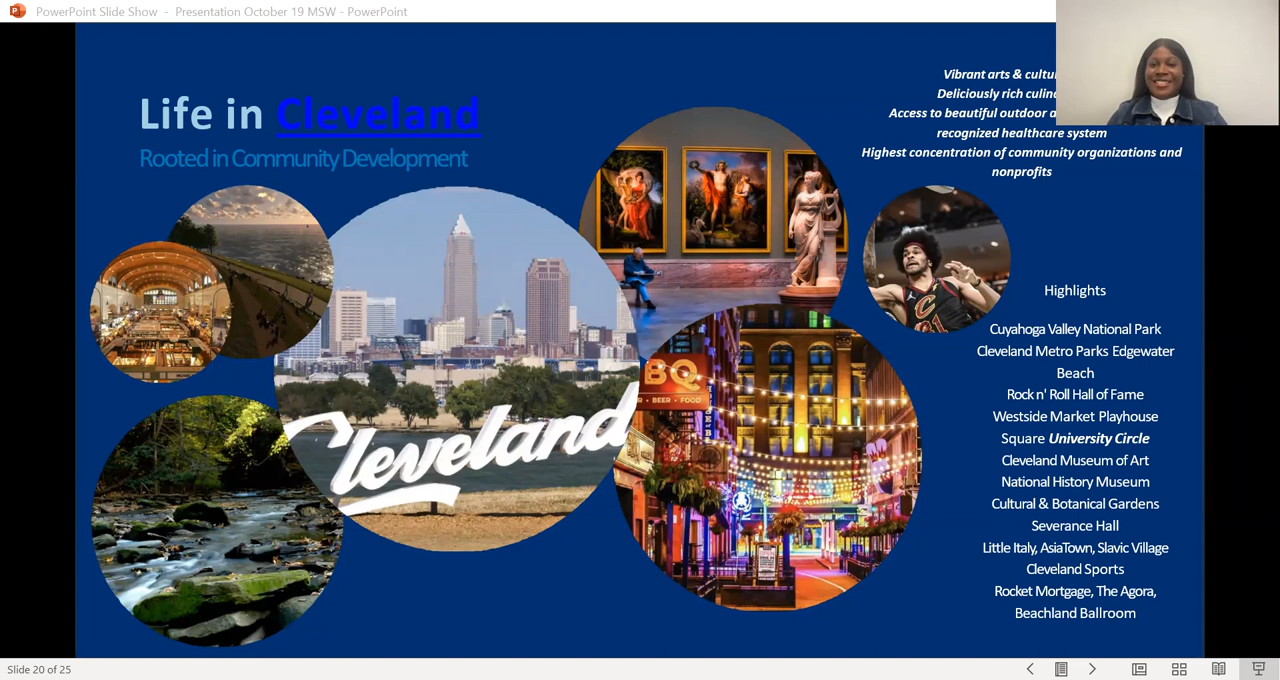 PowerPoint Slide Show - Presentation October 19 MSW - PowerPoint
Life in Cleveland
Rooted in Community Development
Vibrant arts &
Deliciously rich
Access to beautiful outdoor
recognized healthcare system
Highest concentration of community organizations and
nonprofits
BQ
BEER • FOOD
Cleveland
C
Highlights
Cuyahoga Valley National Park
Cleveland Metro Parks Edgewater
Beach
Rock n' Roll Hall of Fame
Westside Market Playhouse
Square University Circle
Cleveland Museum of Art
National History Museum
Cultural & Botanical Gardens
Severance Hall
Little Italy, AsiaTown, Slavic Village
Cleveland Sports
Rocket Mortgage, The Agora,
Beachland Ballroom
Slide 20 of 25